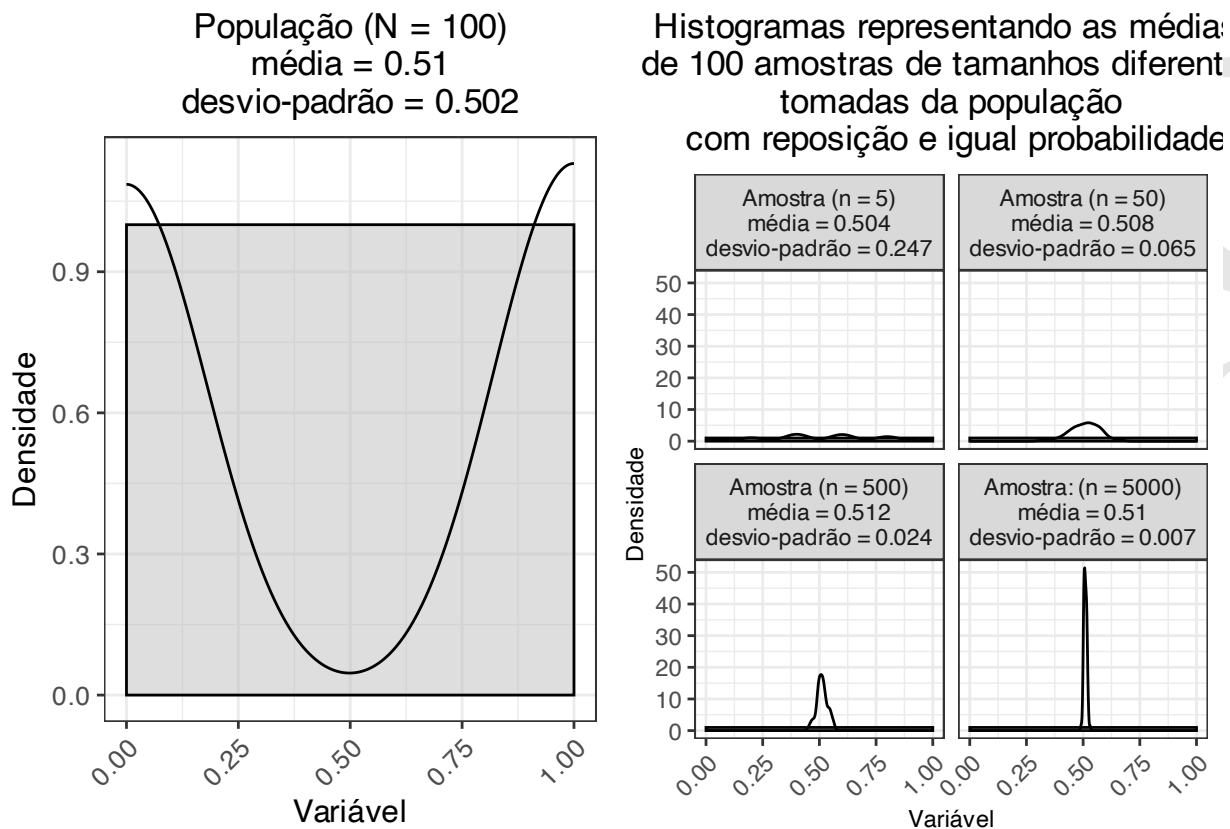 População (N = 100)
média = 0.51
desvio-padrão = 0.502
Densidade
0.9
0.6
0.3
0.0
0.00
0.25
0.50
0.75
1.00
Variável
Histogramas representando as médias
de 100 amostras de tamanhos diferent
tomadas da população
com reposição e igual probabilidade
Amostra (n = 5)
média = 0.504
desvio-padrão = 0.247
Amostra (n = 50)
média = 0.508
desvio-padrão = 0.065
50
40
30
20
10
0
Densidade
Amostra (n = 500)
média = 0.512
desvio-padrão = 0.024
Amostra: (n = 5000)
média = 0.51
desvio-padrão = 0.007
50
40
30
20
10
0
0.00
0.25
0.50
0.75
1.00
0.00
0.25
0.50
0.75
1.00
Variável